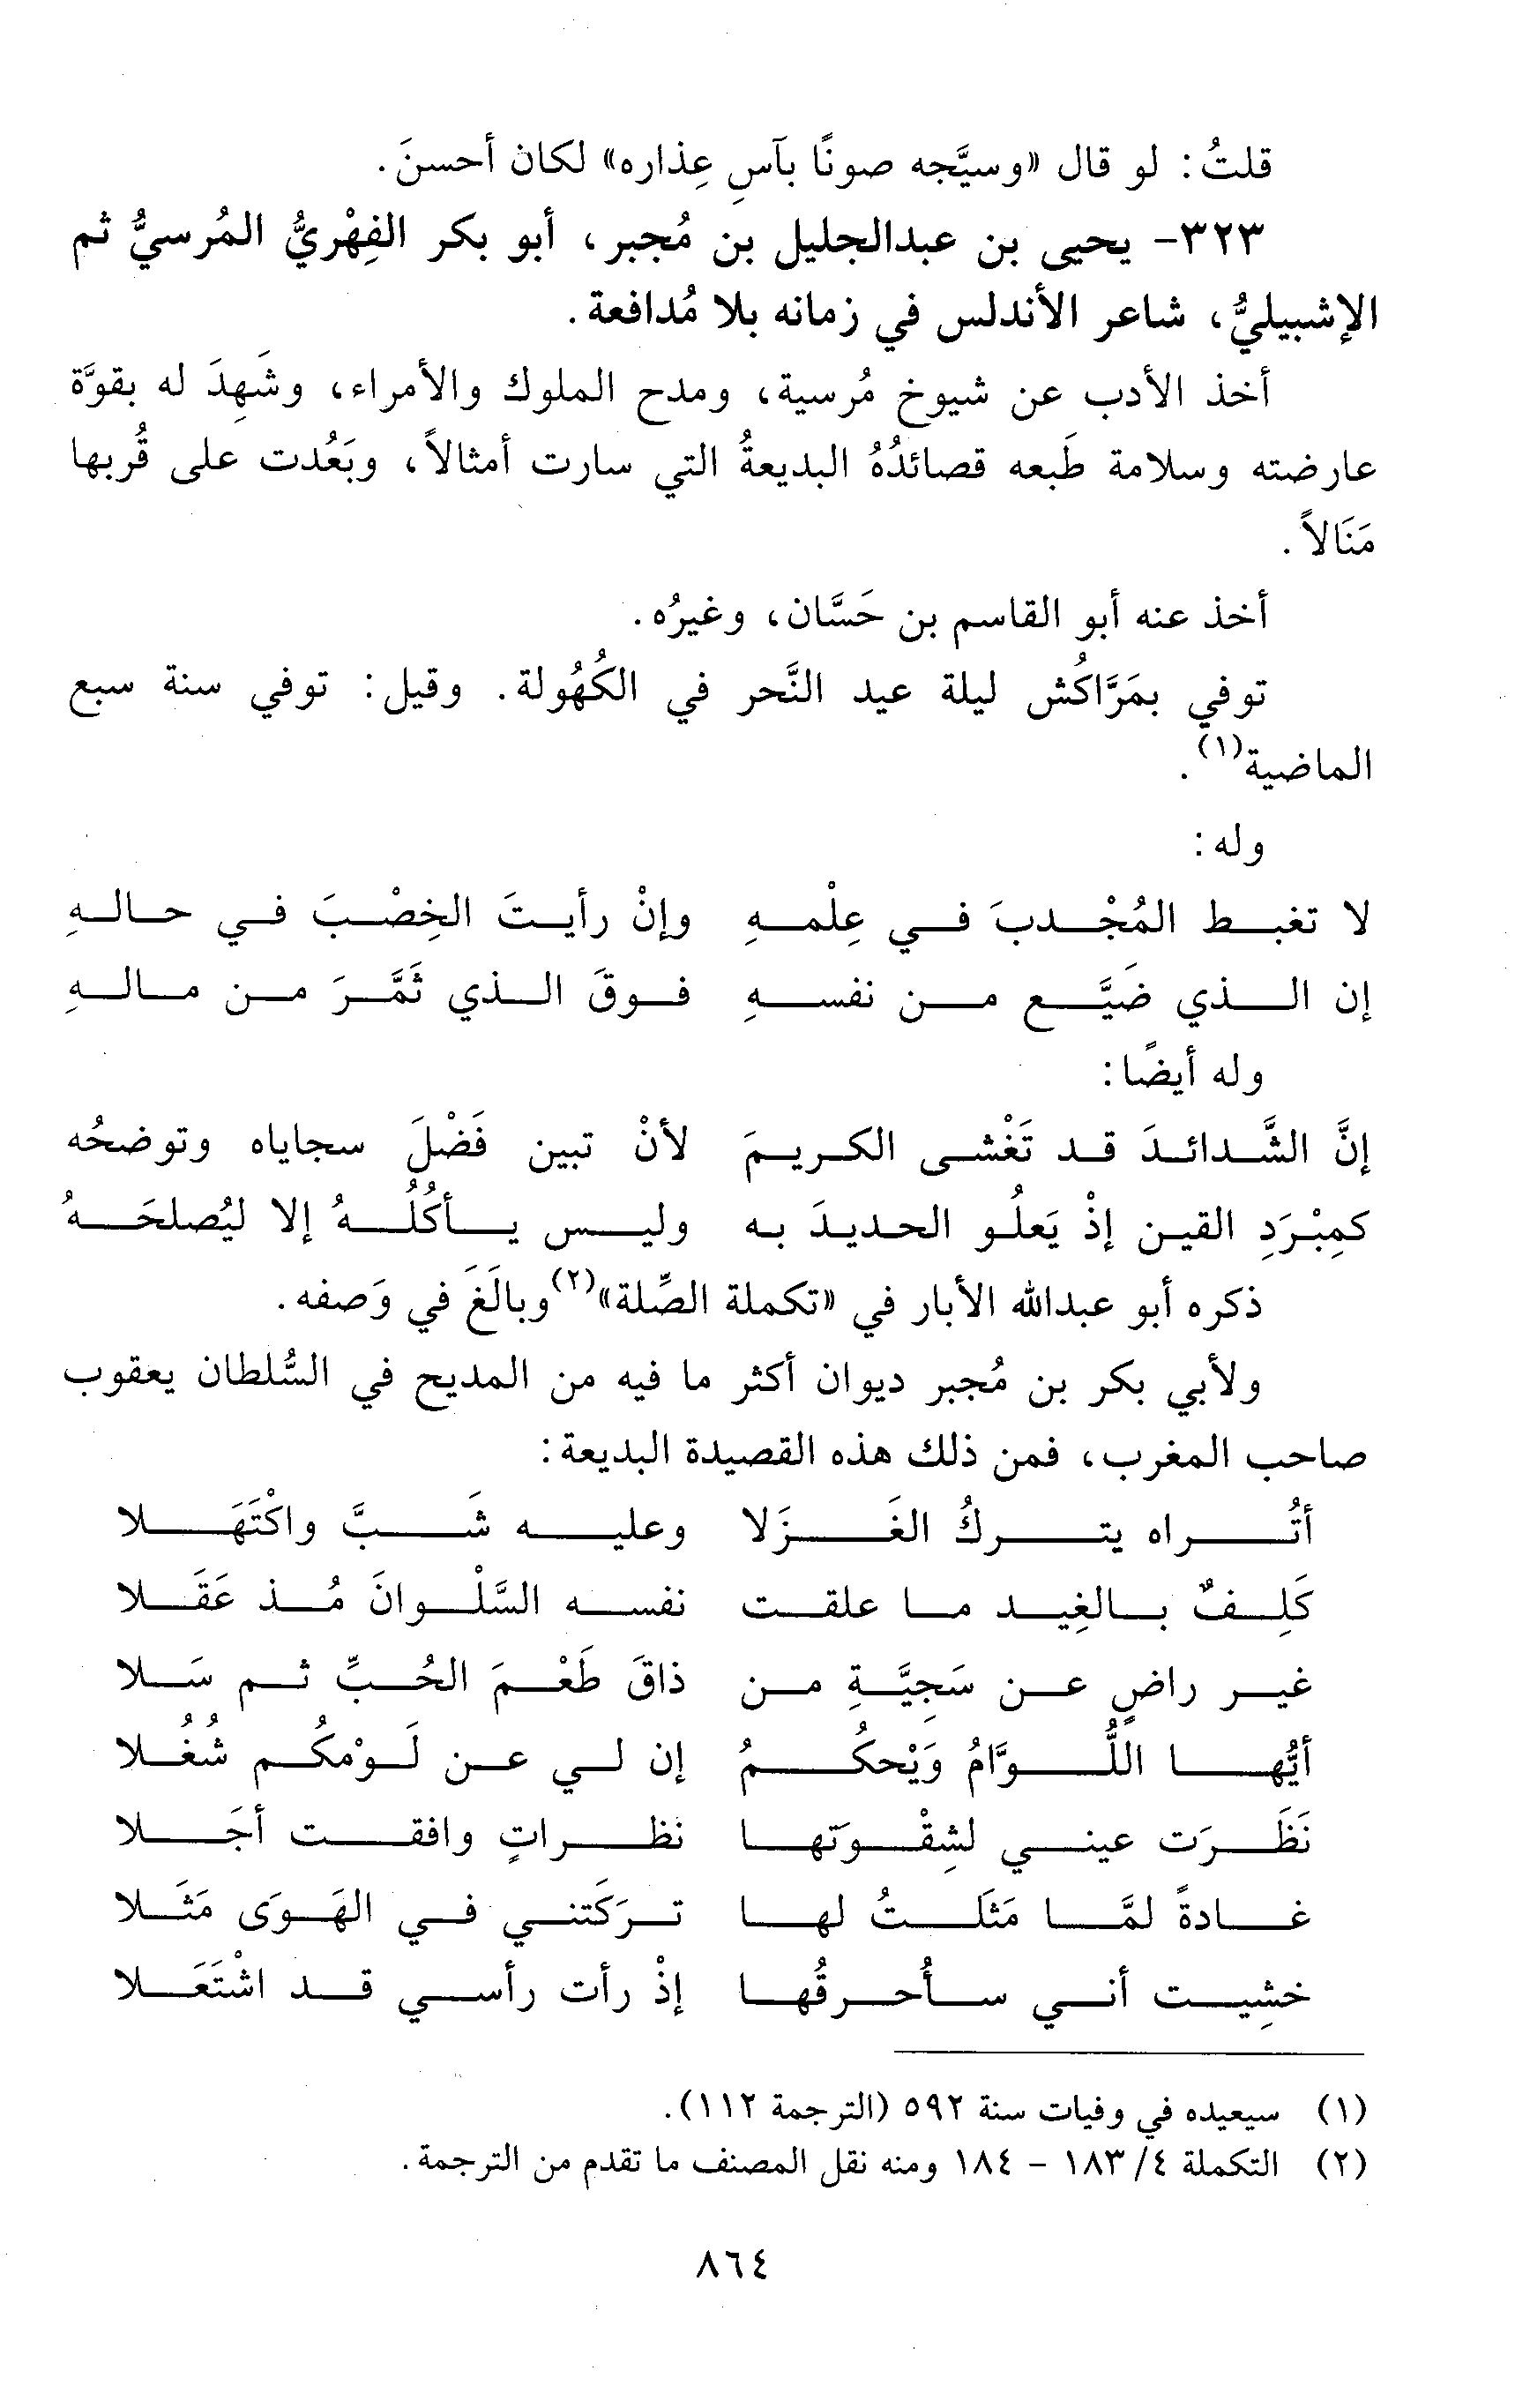 قلتُ: لو قال «وسيَّجه صونًا بآسِ عِذاره» لكان أحسنَ.
٣٢٣- يحيى بن عبدالجليل بن مُجبر، أبو بكر الفِهْريُّ المُرسيُّ ثم
الإشبيليُّ، شاعر الأندلس في زمانه بلا مُدافعة.
أخذ الأدب عن شيوخ مُرسية، ومدح الملوك والأمراء، وشَهِدَ له بقوَّة
عارضته وسلامة طَبعه قصائدُهُ البديعةُ التي سارت أمثالاً، وبَعُدت على قُربها
مَنَالاً.
أخذ عنه أبو القاسم بن حَسَّان، وغيرُه.
توفي بمَرَّاكُش ليلة عيد النَّحر في الكُهُولة. وقيل: توفي سنة سبع
الماضية(١).
وله:
لا تغبط المُجْدبَ في عِلْمهِ وإنْ رأيتَ الخِصْبَ في حالهِ
إن الذي ضَيَّع من نفسهِ فوقَ الذي ثَمَّرَ من مالهِ
وله أيضًا:
إنَّ الشَّدائدَ قد تَغْشى الكريمَ لأنْ تبين فَضْلَ سجاياه وتوضحُه
كمِبْرَدِ القين إذْ يَعلُو الحديدَ به وليس يأكُلُهُ إلا ليُصلحَهُ
ذكره أبو عبدالله الأبار في «تكملة الصِّلة»(٢) وبالَغَ في وَصفه.
ولأبي بكر بن مُجبر ديوان أكثر ما فيه من المديح في السُّلطان يعقوب
صاحب المغرب، فمن ذلك هذه القصيدة البديعة:
أتُراه يتركُ الغَزَلا وعليه شَبَّ واكْتَهَلا
كَلِفٌ بالغِيد ما علقت نفسه السَّلْوانَ مُذ عَقَلا
غير راضٍ عن سَجِيَّةِ من ذاقَ طَعْمَ الحُبِّ ثم سَلا
أيُّها اللُّوَّامُ وَيْحكُمُ إن لي عن لَوْمكُم شُغُلا
نَظَرَت عيني لشِقْوَتها نظراتٍ وافقت أجَلا
غادةً لمَّا مَثَلتُ لها تركَتني في الهَوَى مَثَلا
خشِيت أني سأُحرقُها إذْ رأت رأسي قد اشْتَعَلا
(١) سيعيده في وفيات سنة ٥٩٢ (الترجمة ١١٢).
(٢) التكملة ٤/ ١٨٣ - ١٨٤ ومنه نقل المصنف ما تقدم من الترجمة.
٨٦٤